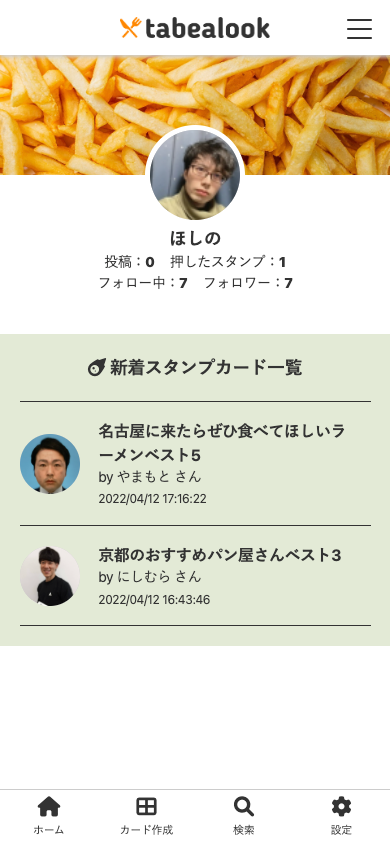 tabealook
ほしの
投稿：0 押したスタンプ：1
フォロー中：7 フォロワー：7
新着スタンプカード一覧
名古屋に来たらぜひ食べてほしいラ
ーメンベスト5
by やまもと さん
2022/04/12 17:16:22
京都のおすすめパン屋さんベスト3
by にしむら さん
2022/04/12 16:43:46
ホーム カード作成 検索 設定